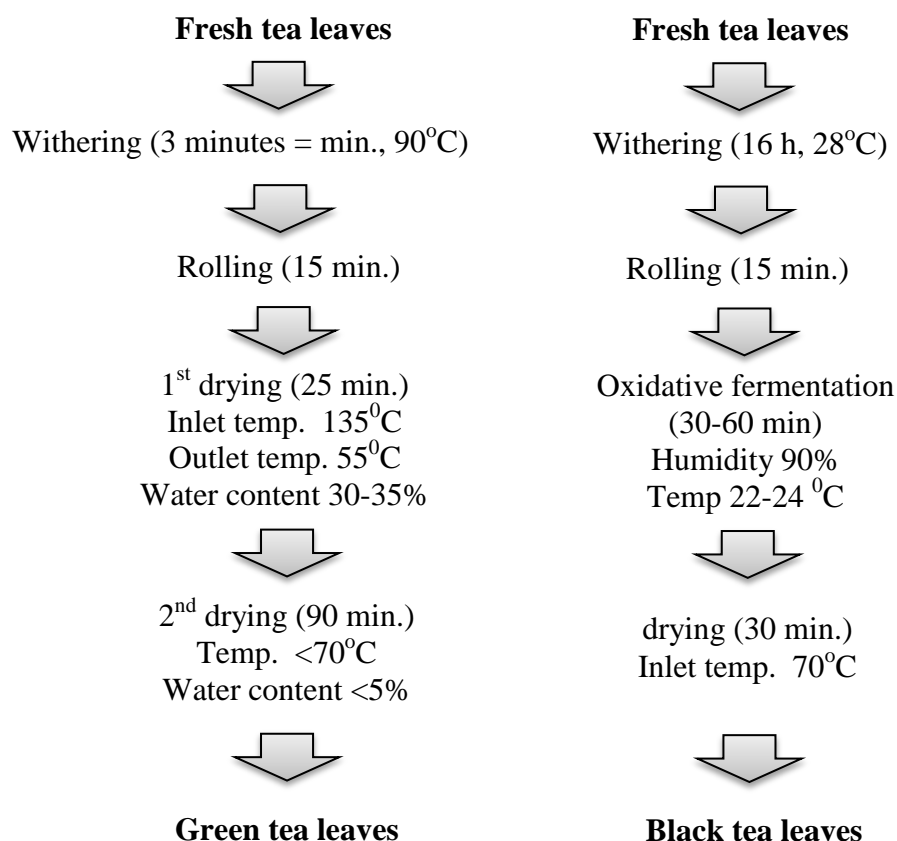 Fresh tea leaves
Withering (3 minutes = min., 90°C)
Rolling (15 min.)
1st drying (25 min.)
Inlet temp.  135⁰C
Outlet temp. 55⁰C
Water content 30-35%
2nd drying (90 min.)
Temp.  <70°C
Water content <5%
Green tea leaves
Fresh tea leaves
Withering (16 h, 28°C)
Rolling (15 min.)
Oxidative fermentation
(30-60 min)
Humidity 90%
Temp 22-24 ⁰C
drying (30 min.)
Inlet temp.  70°C
Black tea leaves